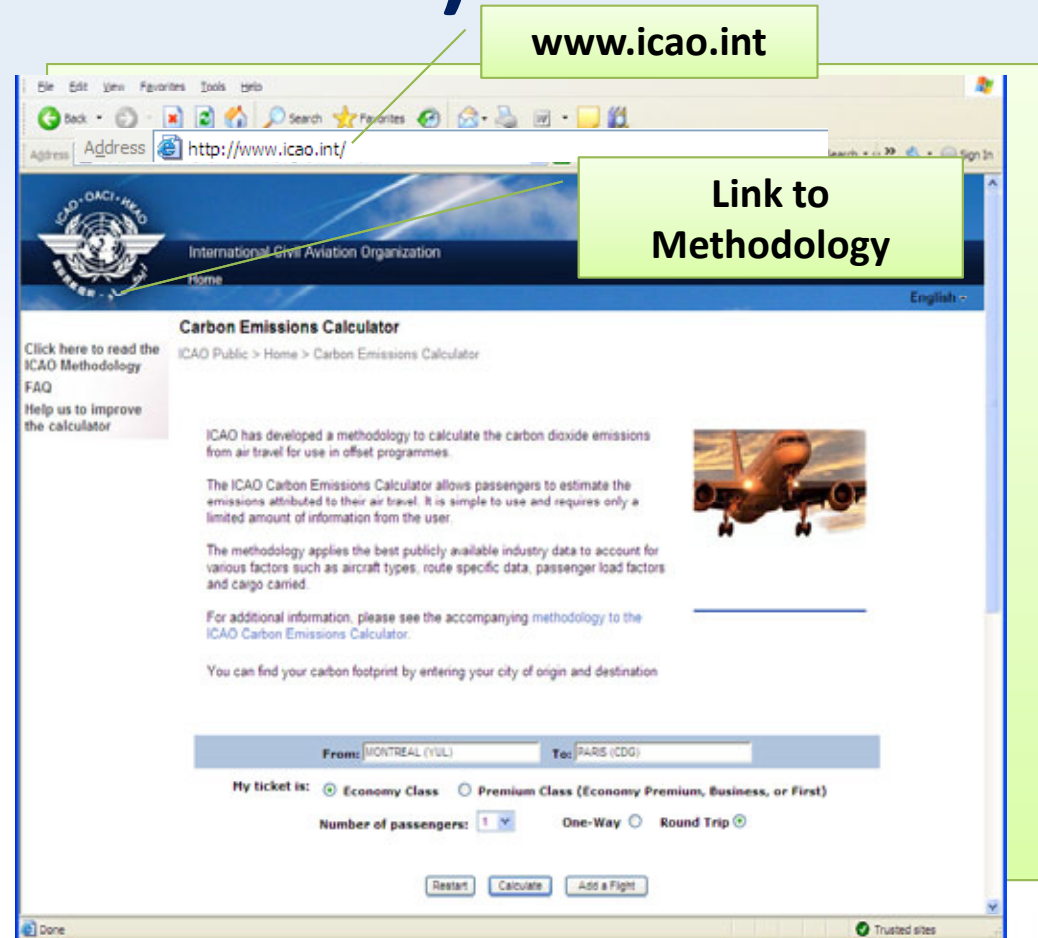 www.icao.int
File Edit View Favorites Tools Help
Back Search Favorites
Address Address http://www.icao.int/ Search Sign In
Link to
Methodology
ICAO · OACI · ИКАО
International Civil Aviation Organization
Home
English
Carbon Emissions Calculator
ICAO Public > Home > Carbon Emissions Calculator
Click here to read the
ICAO Methodology
FAQ
Help us to improve
the calculator
ICAO has developed a methodology to calculate the carbon dioxide emissions
from air travel for use in offset programmes.
The ICAO Carbon Emissions Calculator allows passengers to estimate the
emissions attributed to their air travel. It is simple to use and requires only a
limited amount of information from the user.
The methodology applies the best publicly available industry data to account for
various factors such as aircraft types, route specific data, passenger load factors
and cargo carried.
For additional information, please see the accompanying methodology to the
ICAO Carbon Emissions Calculator.
You can find your carbon footprint by entering your city of origin and destination
From: MONTREAL (YUL) To: PARIS (CDG)
My ticket is: Economy Class Premium Class (Economy Premium, Business, or First)
Number of passengers: 1 One-Way Round Trip
Restart Calculate Add a Flight
Done Trusted sites